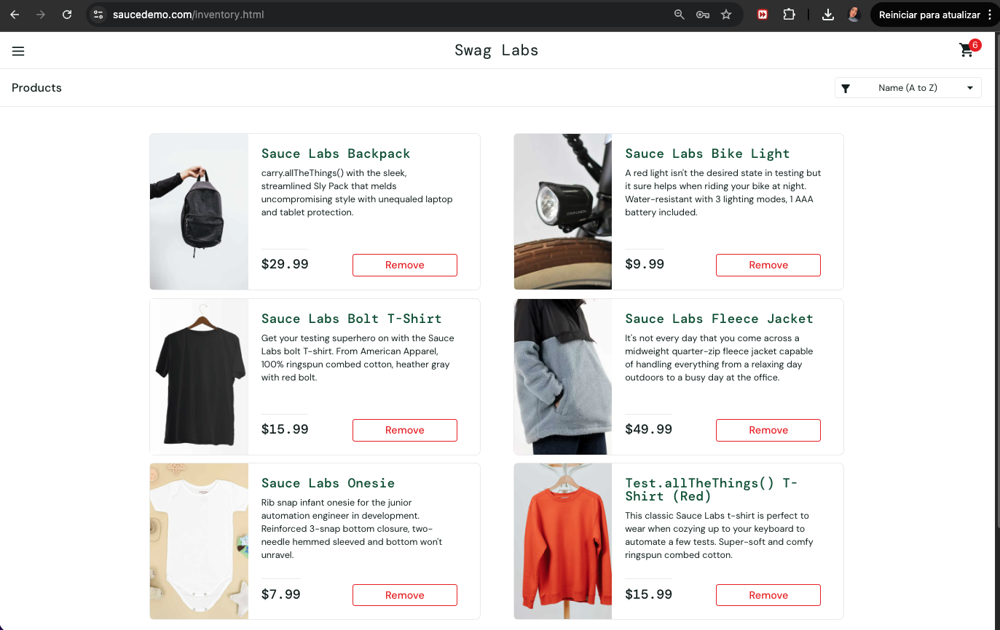 saucedemo.com/inventory.html
Reiniciar para atualizar
Swag Labs
6
Products
Name (A to Z)
Sauce Labs Backpack
carry.allTheThings() with the sleek,
streamlined Sly Pack that melds
uncompromising style with unequaled laptop
and tablet protection.
$29.99
Remove
Sauce Labs Bike Light
A red light isn't the desired state in testing but
it sure helps when riding your bike at night.
Water-resistant with 3 lighting modes, 1 AAA
battery included.
$9.99
Remove
Sauce Labs Bolt T-Shirt
Get your testing superhero on with the Sauce
Labs bolt T-shirt. From American Apparel,
100% ringspun combed cotton, heather gray
with red bolt.
$15.99
Remove
Sauce Labs Fleece Jacket
It's not every day that you come across a
midweight quarter-zip fleece jacket capable
of handling everything from a relaxing day
outdoors to a busy day at the office.
$49.99
Remove
Sauce Labs Onesie
Rib snap infant onesie for the junior
automation engineer in development.
Reinforced 3-snap bottom closure, two-
needle hemmed sleeved and bottom won't
unravel.
$7.99
Remove
Test.allTheThings() T-
Shirt (Red)
This classic Sauce Labs t-shirt is perfect to
wear when cozying up to your keyboard to
automate a few tests. Super-soft and comfy
ringspun combed cotton.
$15.99
Remove